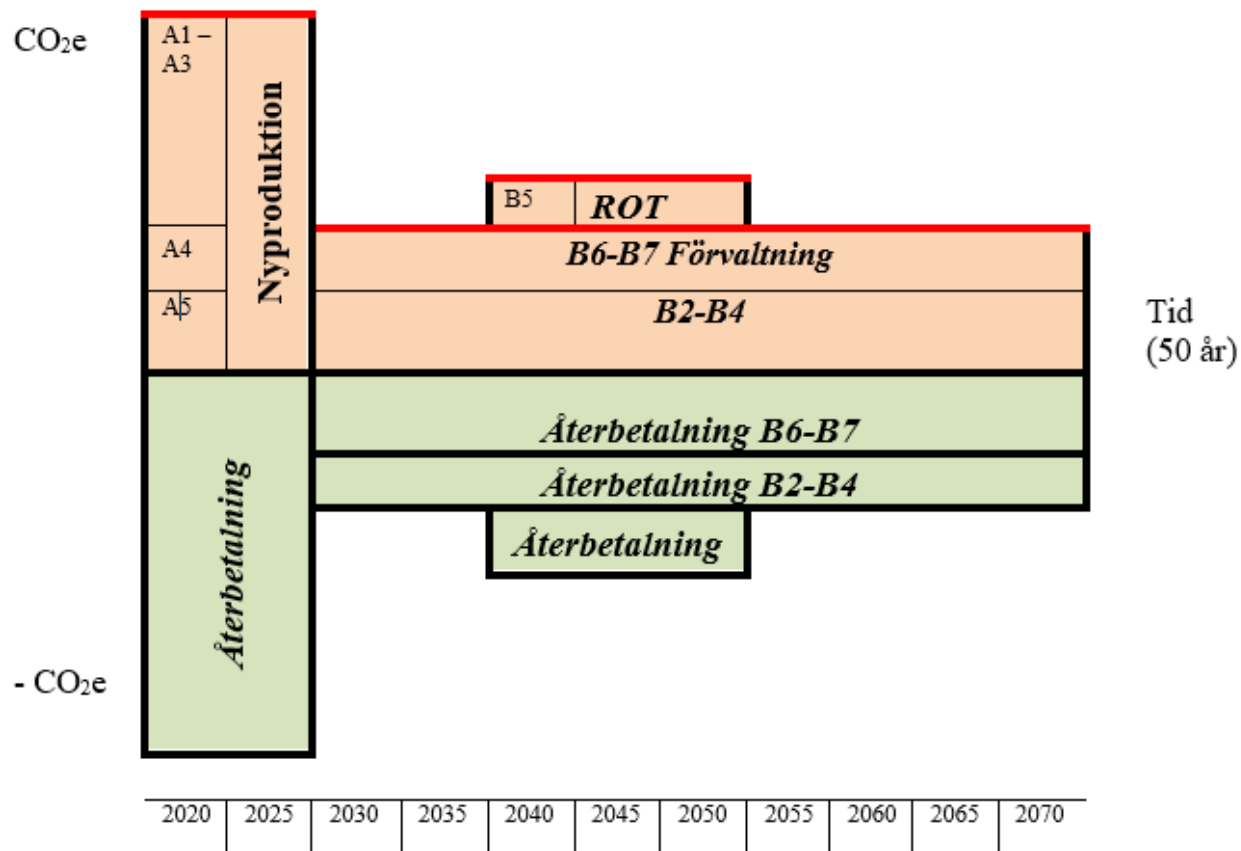 CO₂e
A1 –
A3
Nyproduktion
B5
ROT
A4
B6-B7 Förvaltning
A5
B2-B4
Tid
(50 år)
Återbetalning B6-B7
Återbetalning B2-B4
Återbetalning
Återbetalning
- CO₂e
2020 2025 2030 2035 2040 2045 2050 2055 2060 2065 2070